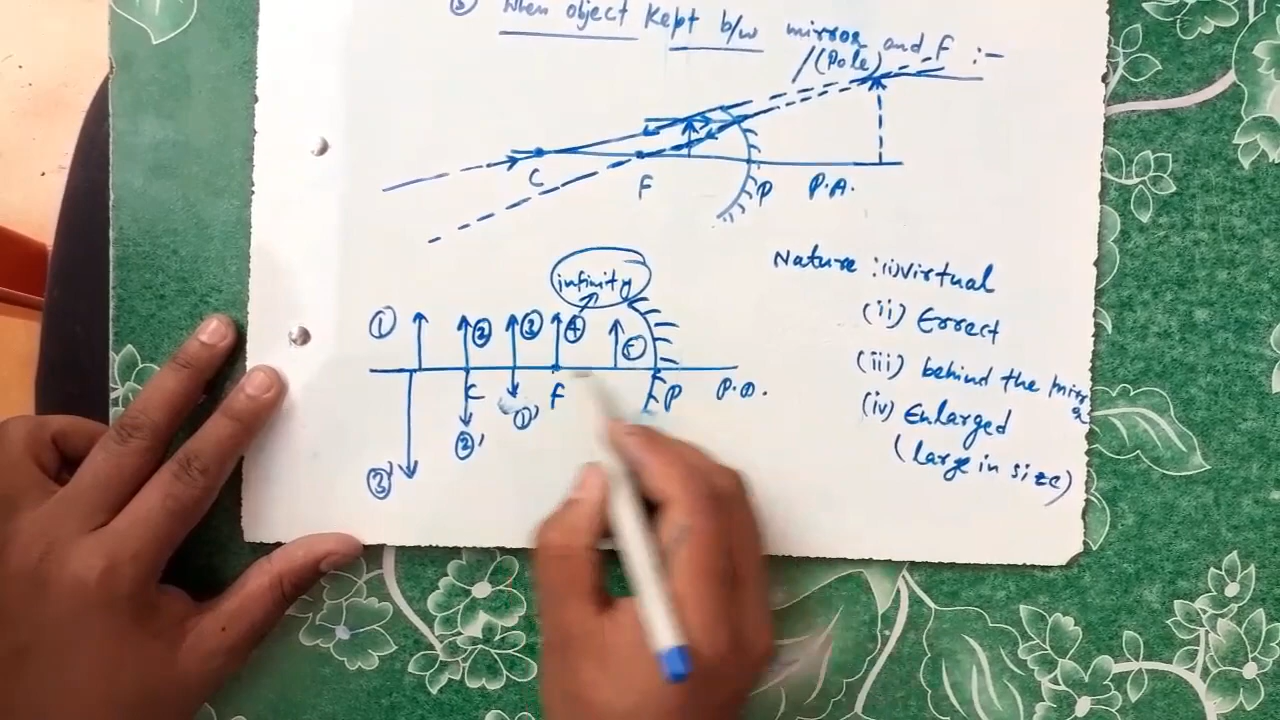 ⑤ When object kept b/w mirror and F :-
/(Pole)
C F P P.A.
Nature : (i) Virtual
(ii) Errect
(iii) behind the mirror
(iv) Enlarged
(large in size)
infinity
① ② ③ ④ ⑤
C F P P.A.
①'
②'
③'